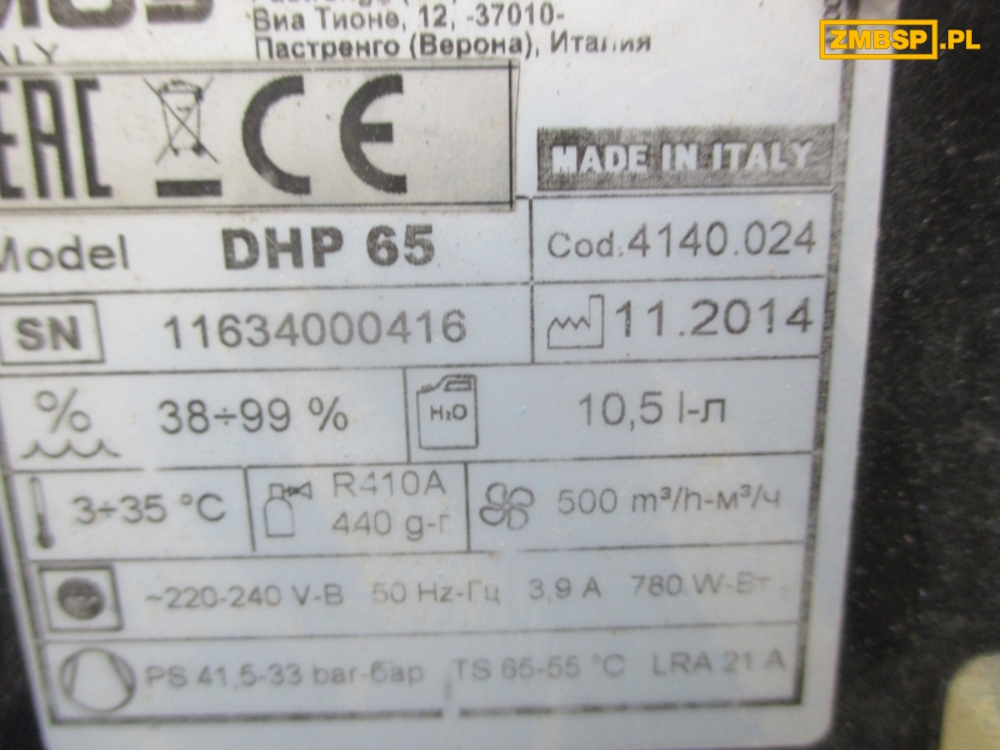 Виа Тионе, 12, -37010-
Пастренго (Верона), Италия
ZMBSP.PL
EAC CE
MADE IN ITALY
Model DHP 65 Cod.4140.024
SN 11634000416 11.2014
% 38÷99 % H₂O 10,5 l-л
3÷35 °C R410A 500 m³/h-м³/ч
440 g-г
~220-240 V-В 50 Hz-Гц 3,9 A 780 W-Вт
PS 41,5-33 bar-бар TS 65-55 °C LRA 21 A